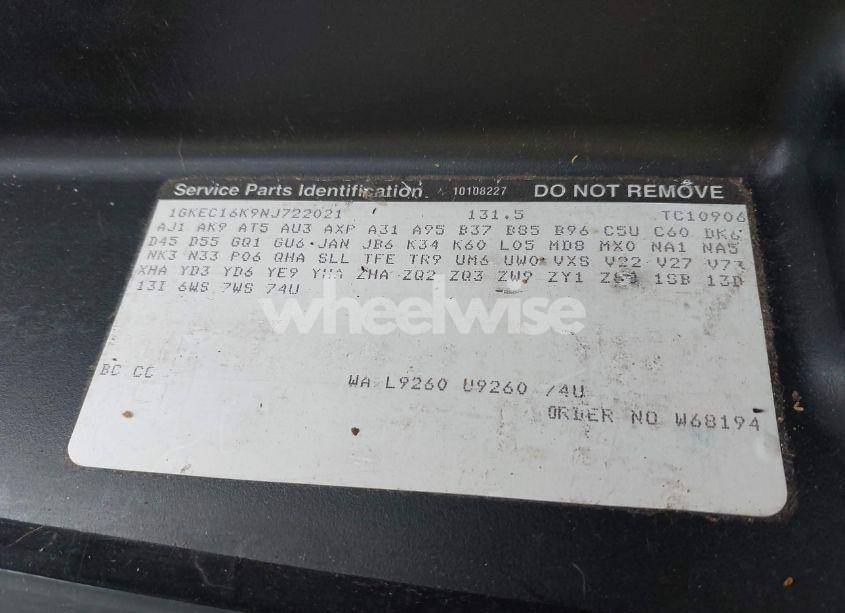 Service Parts Identification 10108227 DO NOT REMOVE
1GKEC16K9NJ722021 131.5 TC10906
AJ1 AK9 AT5 AU3 AXP A31 A95 B37 B85 B96 C5U C60 DK6
D45 D55 GQ1 GU6 JAN JB6 K34 K60 L05 MD8 MX0 NA1 NA5
NK3 N33 P06 QHA SLL TFE TR9 UM6 UW0 VXS V22 V27 V73
XHA YD3 YD6 YE9 ZHA ZQ2 ZQ3 ZW9 ZY1 1SB 13D
13I 6WS 7WS 74U
wheelwise
BC CC
WA L9260 U9260 74U
ORDER NO W68194